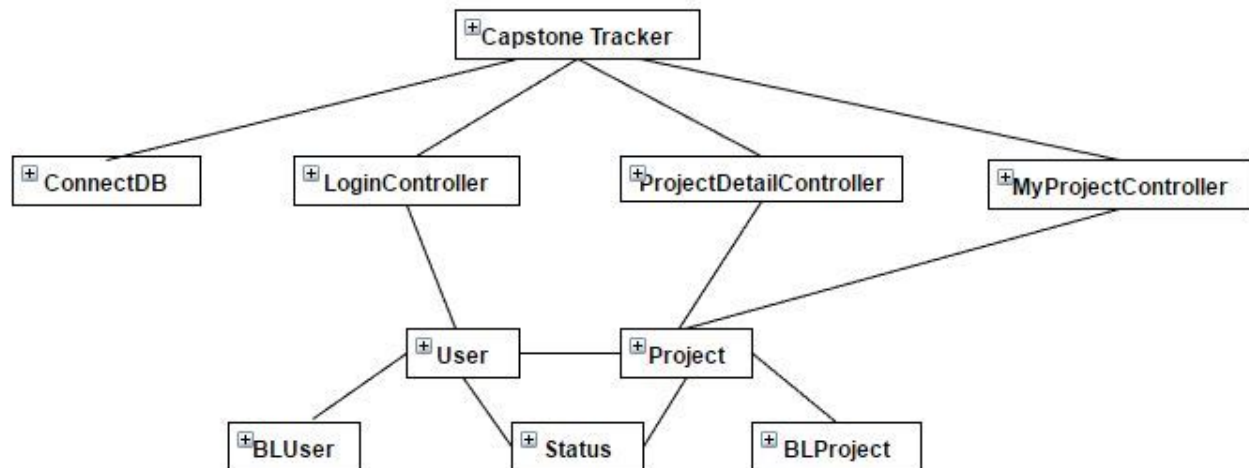 Capstone Tracker
ConnectDB
LoginController
ProjectDetailController
MyProjectController
User
Project
BLUser
Status
BLProject